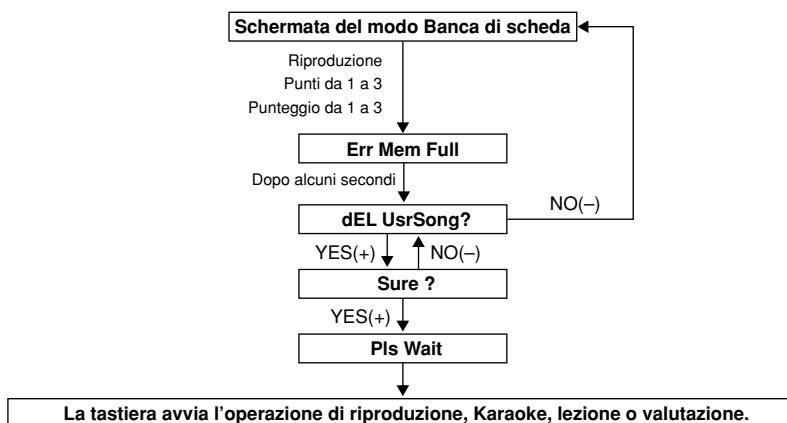 Schermata del modo Banca di scheda
Riproduzione
Punti da 1 a 3
Punteggio da 1 a 3
Err Mem Full
Dopo alcuni secondi
dEL UsrSong?
NO(–)
YES(+)
NO(–)
Sure ?
YES(+)
Pls Wait
La tastiera avvia l'operazione di riproduzione, Karaoke, lezione o valutazione.